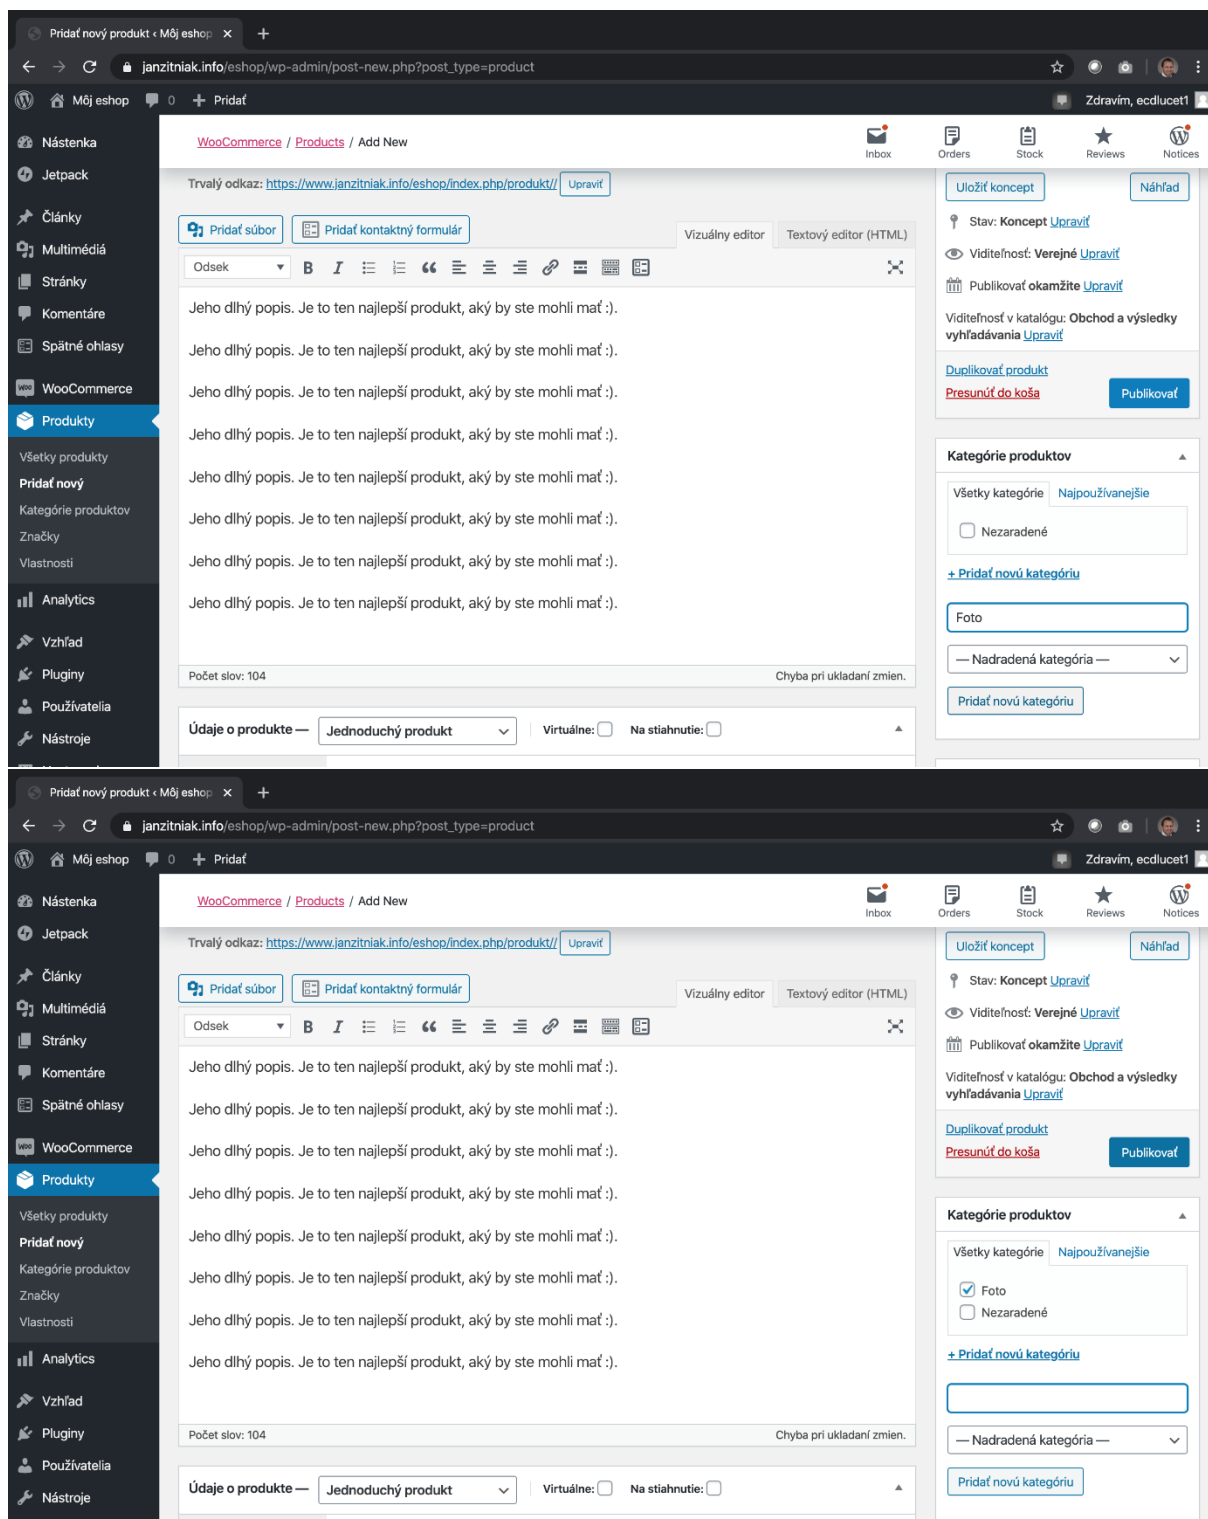 Pridať nový produkt ‹ Môj eshop
janzitniak.info/eshop/wp-admin/post-new.php?post_type=product
Môj eshop 0 + Pridať Zdravím, ecdlucet1
Nástenka
Jetpack
Články
Multimédiá
Stránky
Komentáre
Spätné ohlasy
WooCommerce
Produkty
Všetky produkty
Pridať nový
Kategórie produktov
Značky
Vlastnosti
Analytics
Vzhľad
Pluginy
Používatelia
Nástroje
WooCommerce / Products / Add New
Inbox Orders Stock Reviews Notices
Trvalý odkaz: https://www.janzitniak.info/eshop/index.php/produkt// Upraviť
Pridať súbor Pridať kontaktný formulár Vizuálny editor Textový editor (HTML)
Odsek
Jeho dlhý popis. Je to ten najlepší produkt, aký by ste mohli mať :).
Jeho dlhý popis. Je to ten najlepší produkt, aký by ste mohli mať :).
Jeho dlhý popis. Je to ten najlepší produkt, aký by ste mohli mať :).
Jeho dlhý popis. Je to ten najlepší produkt, aký by ste mohli mať :).
Jeho dlhý popis. Je to ten najlepší produkt, aký by ste mohli mať :).
Jeho dlhý popis. Je to ten najlepší produkt, aký by ste mohli mať :).
Jeho dlhý popis. Je to ten najlepší produkt, aký by ste mohli mať :).
Jeho dlhý popis. Je to ten najlepší produkt, aký by ste mohli mať :).
Počet slov: 104 Chyba pri ukladaní zmien.
Údaje o produkte — Jednoduchý produkt Virtuálne: Na stiahnutie:
Uložiť koncept Náhľad
Stav: Koncept Upraviť
Viditeľnosť: Verejné Upraviť
Publikovať okamžite Upraviť
Viditeľnosť v katalógu: Obchod a výsledky
vyhľadávania Upraviť
Duplikovať produkt
Presunúť do koša Publikovať
Kategórie produktov
Všetky kategórie Najpoužívanejšie
Nezaradené
+ Pridať novú kategóriu
Foto
— Nadradená kategória —
Pridať novú kategóriu
Pridať nový produkt ‹ Môj eshop
janzitniak.info/eshop/wp-admin/post-new.php?post_type=product
Môj eshop 0 + Pridať Zdravím, ecdlucet1
Nástenka
Jetpack
Články
Multimédiá
Stránky
Komentáre
Spätné ohlasy
WooCommerce
Produkty
Všetky produkty
Pridať nový
Kategórie produktov
Značky
Vlastnosti
Analytics
Vzhľad
Pluginy
Používatelia
Nástroje
WooCommerce / Products / Add New
Inbox Orders Stock Reviews Notices
Trvalý odkaz: https://www.janzitniak.info/eshop/index.php/produkt// Upraviť
Pridať súbor Pridať kontaktný formulár Vizuálny editor Textový editor (HTML)
Odsek
Jeho dlhý popis. Je to ten najlepší produkt, aký by ste mohli mať :).
Jeho dlhý popis. Je to ten najlepší produkt, aký by ste mohli mať :).
Jeho dlhý popis. Je to ten najlepší produkt, aký by ste mohli mať :).
Jeho dlhý popis. Je to ten najlepší produkt, aký by ste mohli mať :).
Jeho dlhý popis. Je to ten najlepší produkt, aký by ste mohli mať :).
Jeho dlhý popis. Je to ten najlepší produkt, aký by ste mohli mať :).
Jeho dlhý popis. Je to ten najlepší produkt, aký by ste mohli mať :).
Jeho dlhý popis. Je to ten najlepší produkt, aký by ste mohli mať :).
Počet slov: 104 Chyba pri ukladaní zmien.
Údaje o produkte — Jednoduchý produkt Virtuálne: Na stiahnutie:
Uložiť koncept Náhľad
Stav: Koncept Upraviť
Viditeľnosť: Verejné Upraviť
Publikovať okamžite Upraviť
Viditeľnosť v katalógu: Obchod a výsledky
vyhľadávania Upraviť
Duplikovať produkt
Presunúť do koša Publikovať
Kategórie produktov
Všetky kategórie Najpoužívanejšie
Foto
Nezaradené
+ Pridať novú kategóriu
— Nadradená kategória —
Pridať novú kategóriu